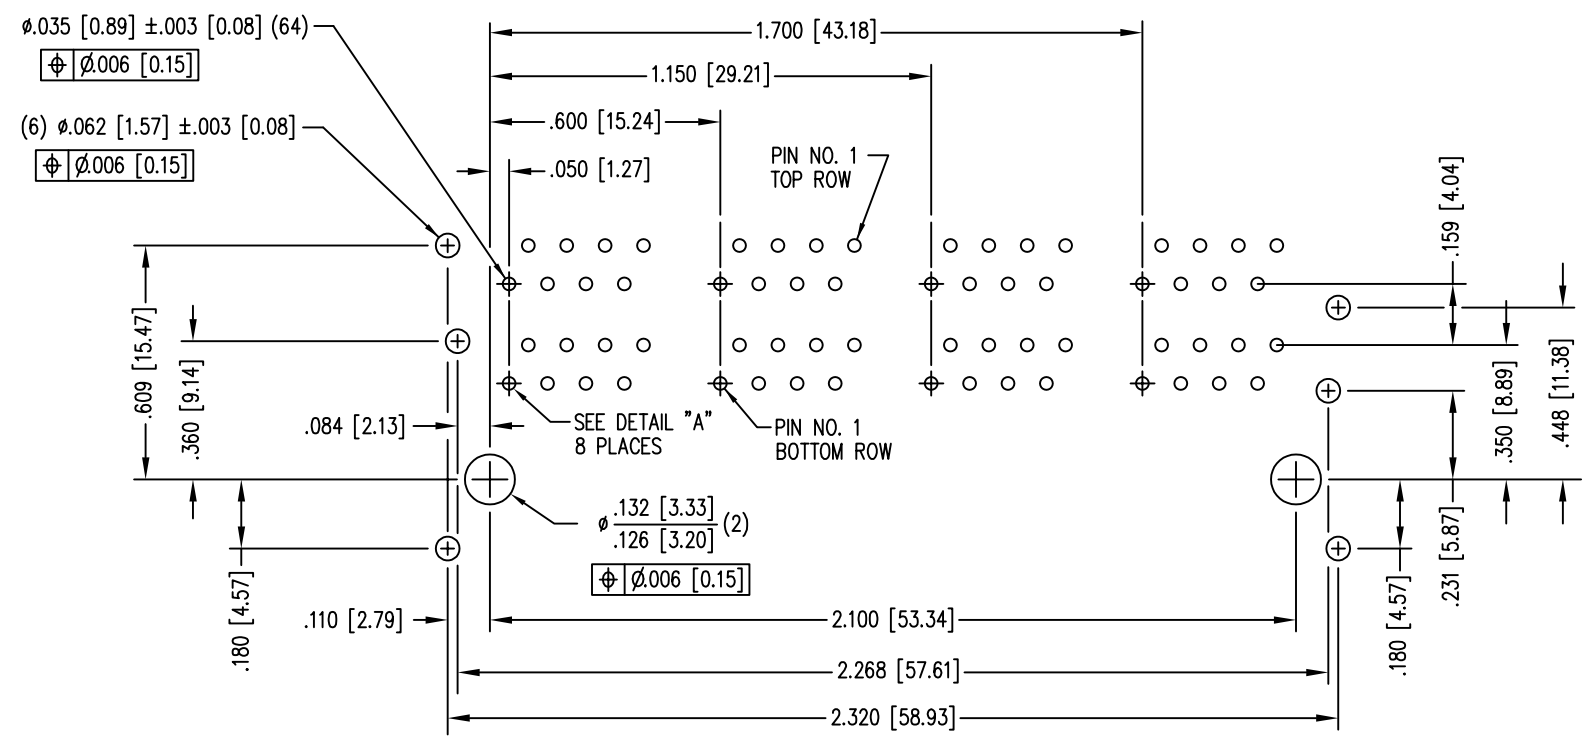 ø.035 [0.89] ±.003 [0.08] (64)
⌖ Ø.006 [0.15]
(6) ø.062 [1.57] ±.003 [0.08]
⌖ Ø.006 [0.15]
1.700 [43.18]
1.150 [29.21]
.600 [15.24]
.050 [1.27]
PIN NO. 1
TOP ROW
.159 [4.04]
.609 [15.47]
.360 [9.14]
.084 [2.13]
SEE DETAIL "A"
8 PLACES
PIN NO. 1
BOTTOM ROW
.350 [8.89]
.448 [11.38]
ø .132 [3.33] (2)
.126 [3.20]
⌖ Ø.006 [0.15]
.231 [5.87]
.180 [4.57]
.110 [2.79]
.180 [4.57]
2.100 [53.34]
2.268 [57.61]
2.320 [58.93]